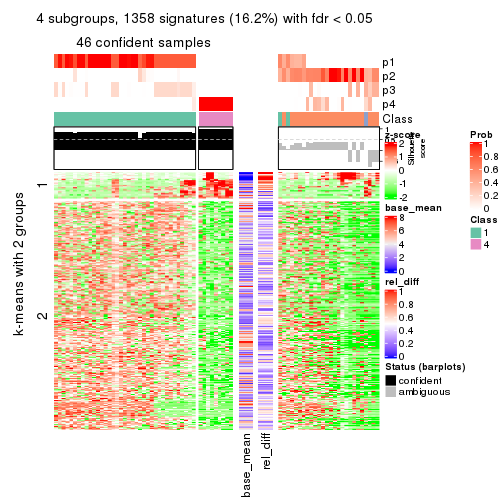 4 subgroups, 1358 signatures (16.2%) with fdr < 0.05
46 confident samples
p1
p2
p3
p4
Class
1
Silhouette score
k-means with 2 groups
1
2
base_mean
rel_diff
z-score
2
1
0
-1
-2
base_mean
8
6
4
2
0
rel_diff
1
0.8
0.6
0.4
0.2
0
Status (barplots)
confident
ambiguous
Prob
1
0.8
0.6
0.4
0.2
0
Class
1
4